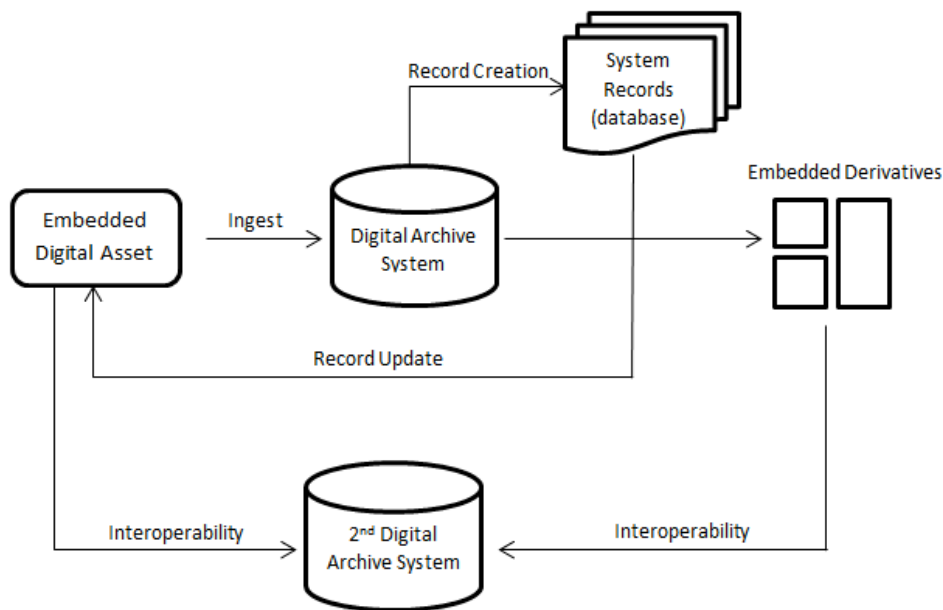 System
Records
(database)
Record Creation
Embedded Derivatives
Embedded
Digital Asset
Ingest
Digital Archive
System
Record Update
Interoperability
2nd Digital
Archive System
Interoperability